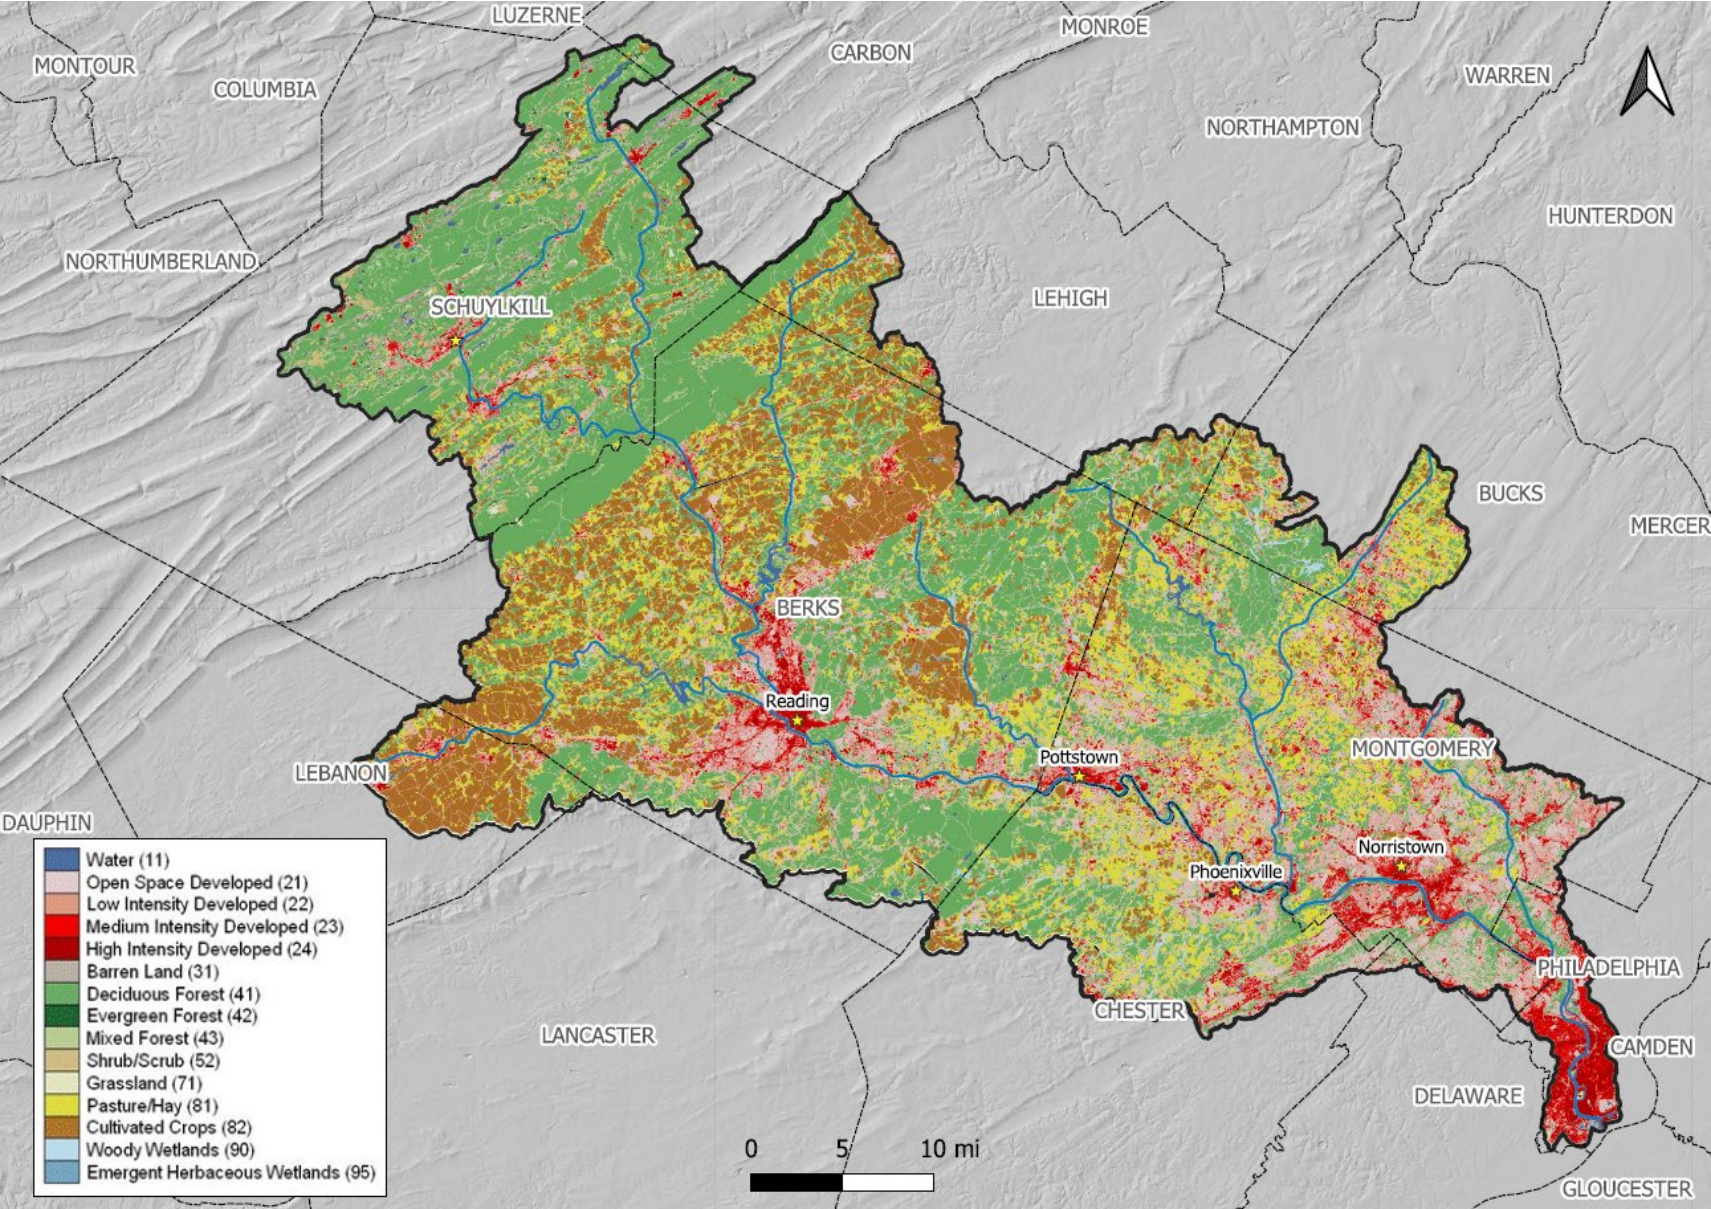 LUZERNE
MONROE
CARBON
MONTOUR
WARREN
COLUMBIA
NORTHAMPTON
HUNTERDON
NORTHUMBERLAND
LEHIGH
SCHUYLKILL
BUCKS
MERCER
BERKS
Reading
MONTGOMERY
Pottstown
LEBANON
DAUPHIN
Norristown
Phoenixville
PHILADELPHIA
CHESTER
LANCASTER
CAMDEN
DELAWARE
GLOUCESTER
Water (11)
Open Space Developed (21)
Low Intensity Developed (22)
Medium Intensity Developed (23)
High Intensity Developed (24)
Barren Land (31)
Deciduous Forest (41)
Evergreen Forest (42)
Mixed Forest (43)
Shrub/Scrub (52)
Grassland (71)
Pasture/Hay (81)
Cultivated Crops (82)
Woody Wetlands (90)
Emergent Herbaceous Wetlands (95)
0 5 10 mi